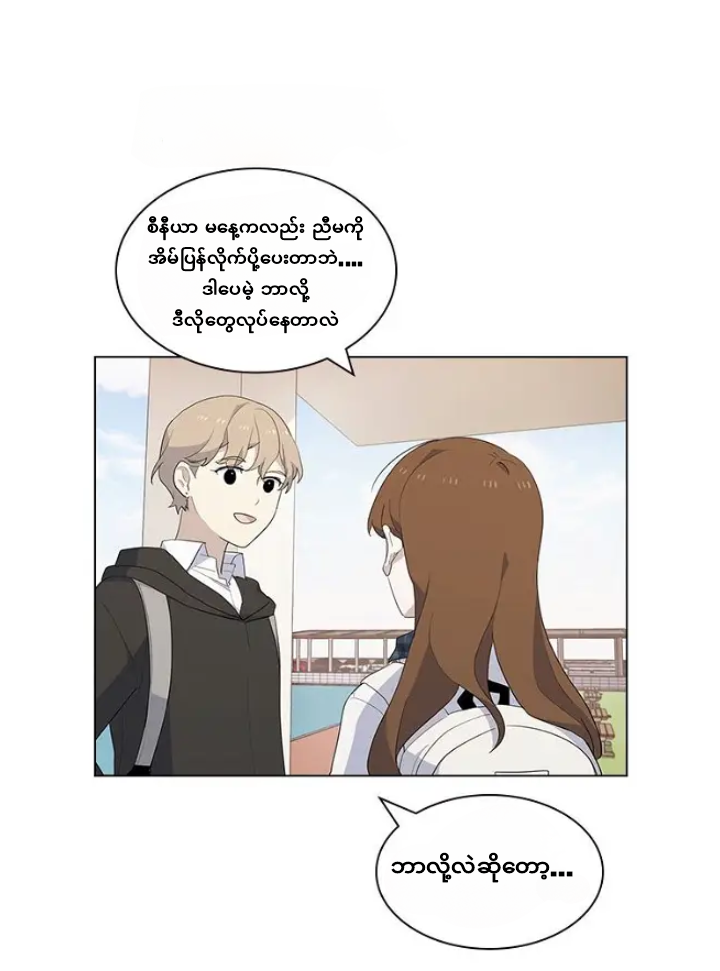 စီနီယာ မနေ့ကလည်း ညီမကို
အိမ်ပြန်လိုက်ပို့ပေးတာဘဲ....
ဒါပေမဲ့ ဘာလို့
ဒီလိုတွေလုပ်နေတာလဲ
ဘာလို့လဲဆိုတော့...